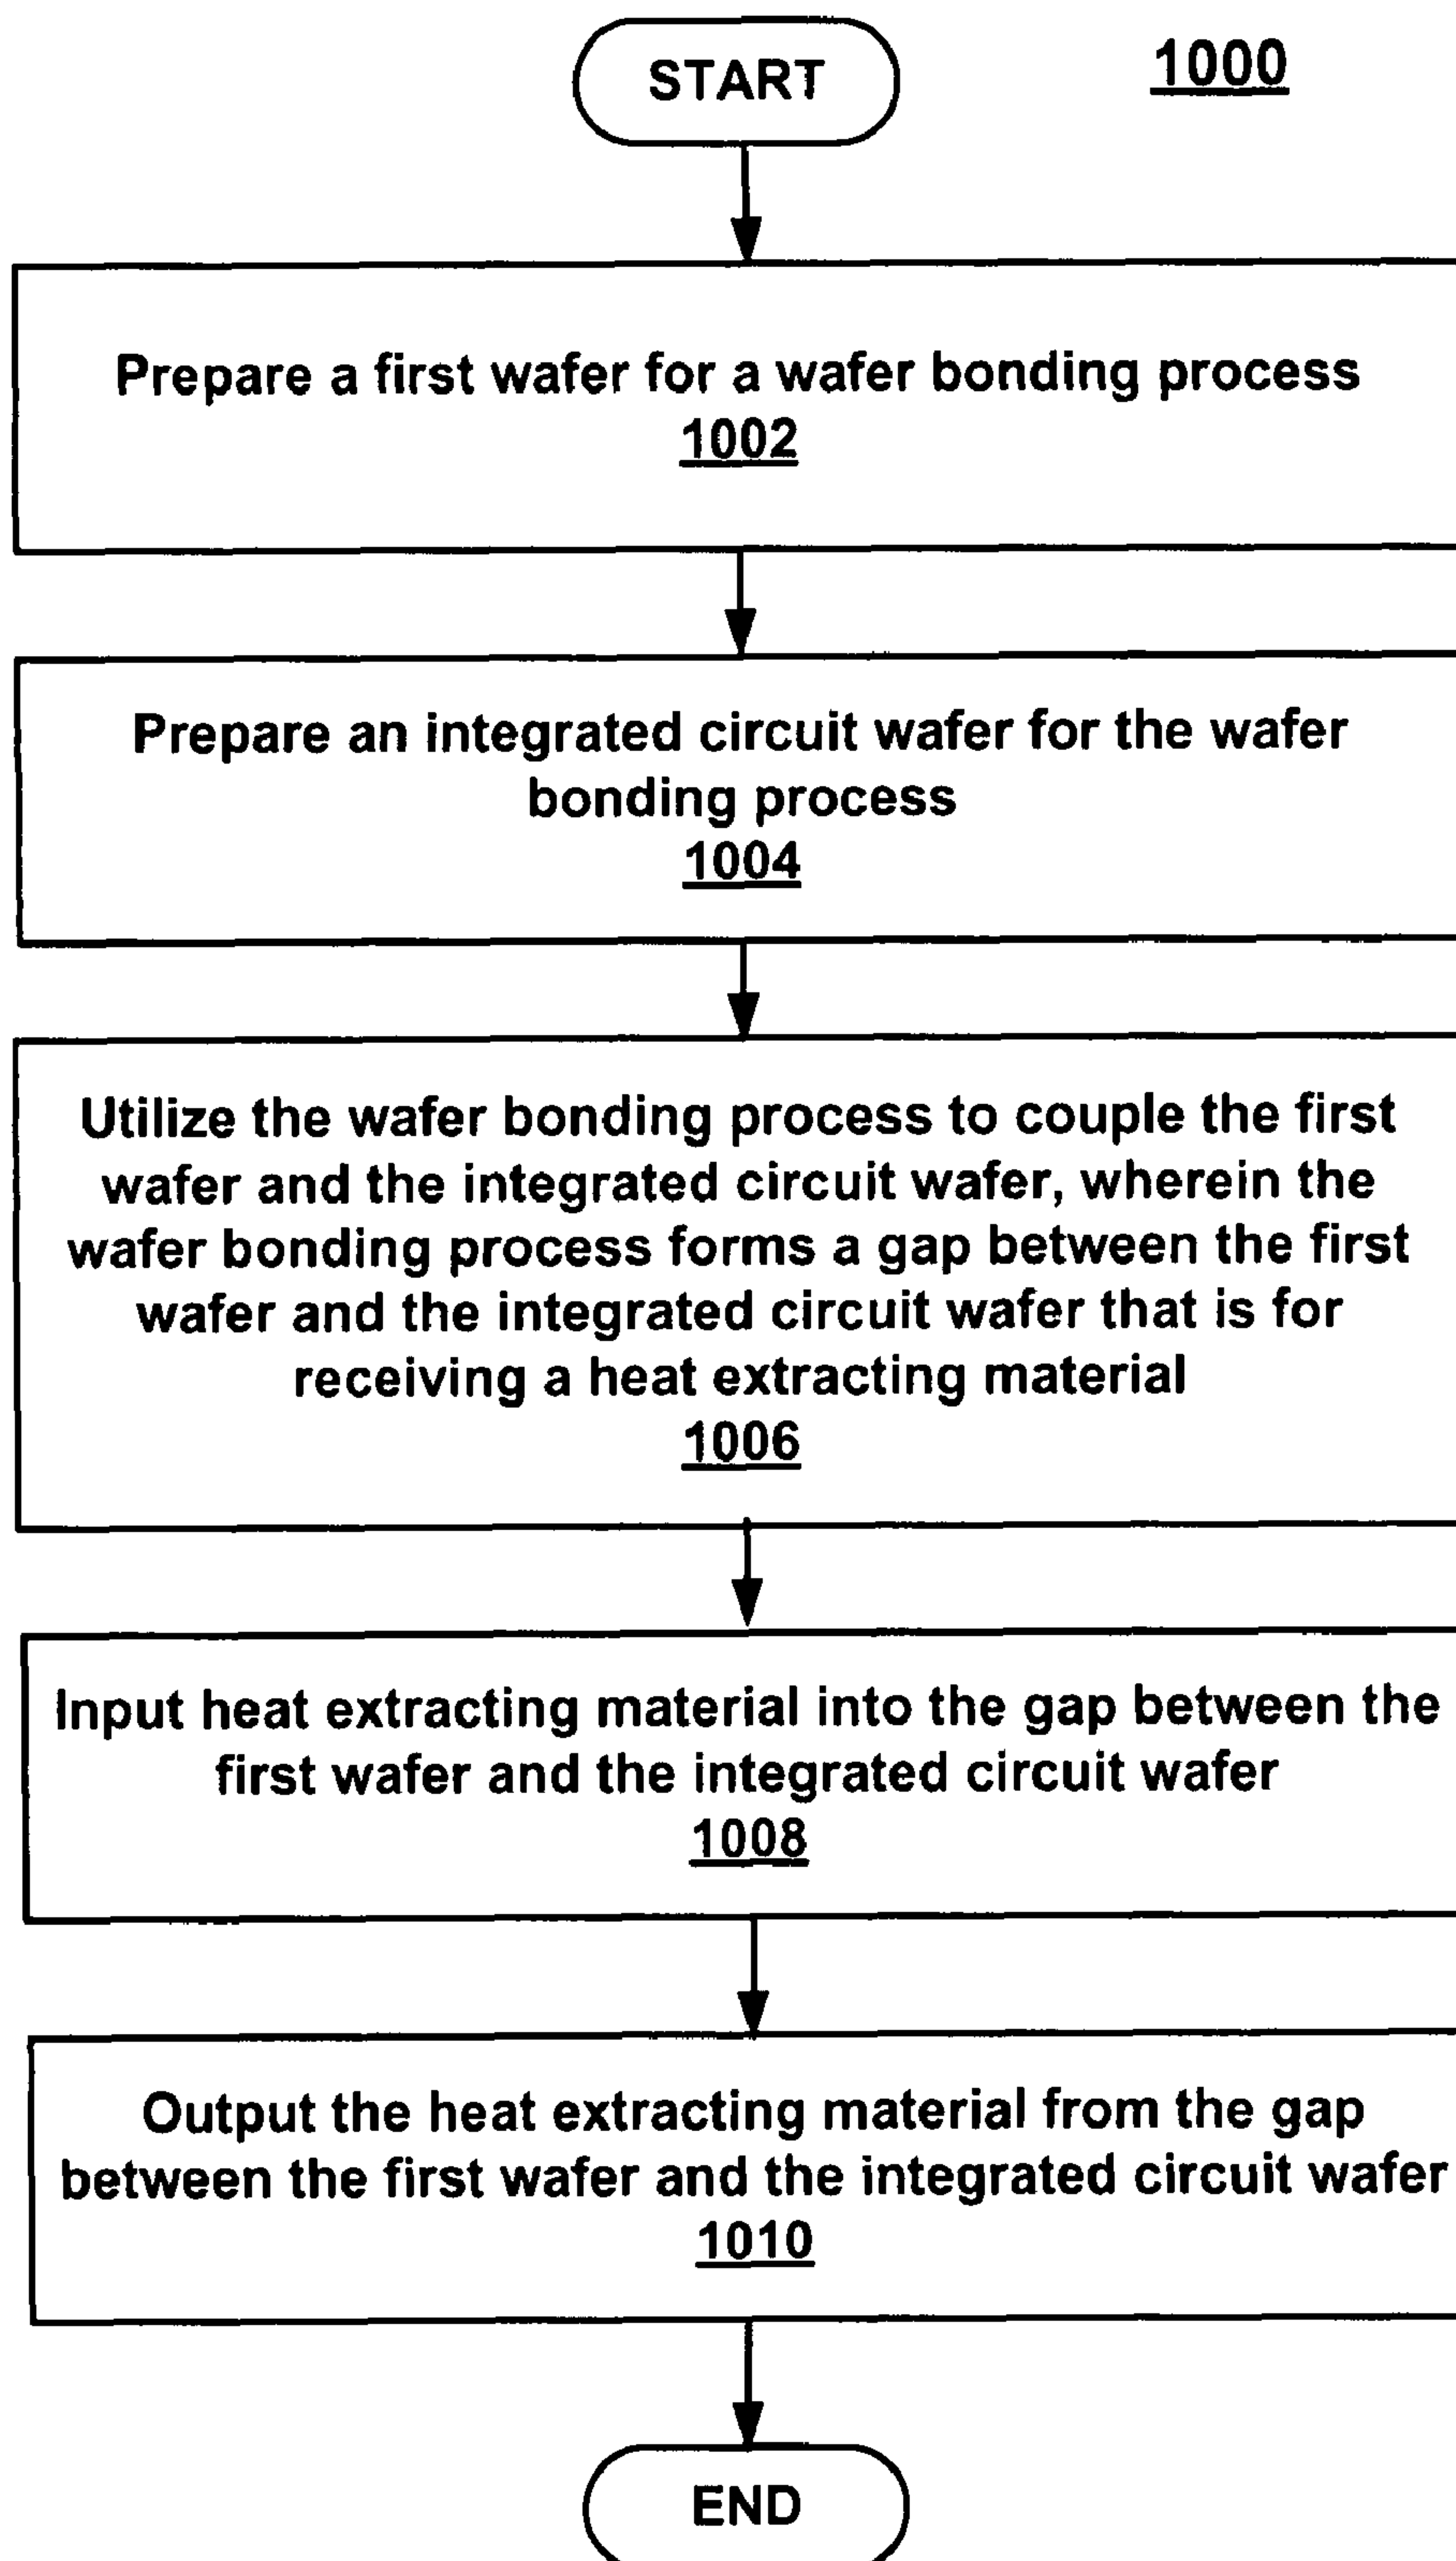 START
1000
Prepare a first wafer for a wafer bonding process
1002
Prepare an integrated circuit wafer for the wafer
bonding process
1004
Utilize the wafer bonding process to couple the first
wafer and the integrated circuit wafer, wherein the
wafer bonding process forms a gap between the first
wafer and the integrated circuit wafer that is for
receiving a heat extracting material
1006
Input heat extracting material into the gap between the
first wafer and the integrated circuit wafer
1008
Output the heat extracting material from the gap
between the first wafer and the integrated circuit wafer
1010
END